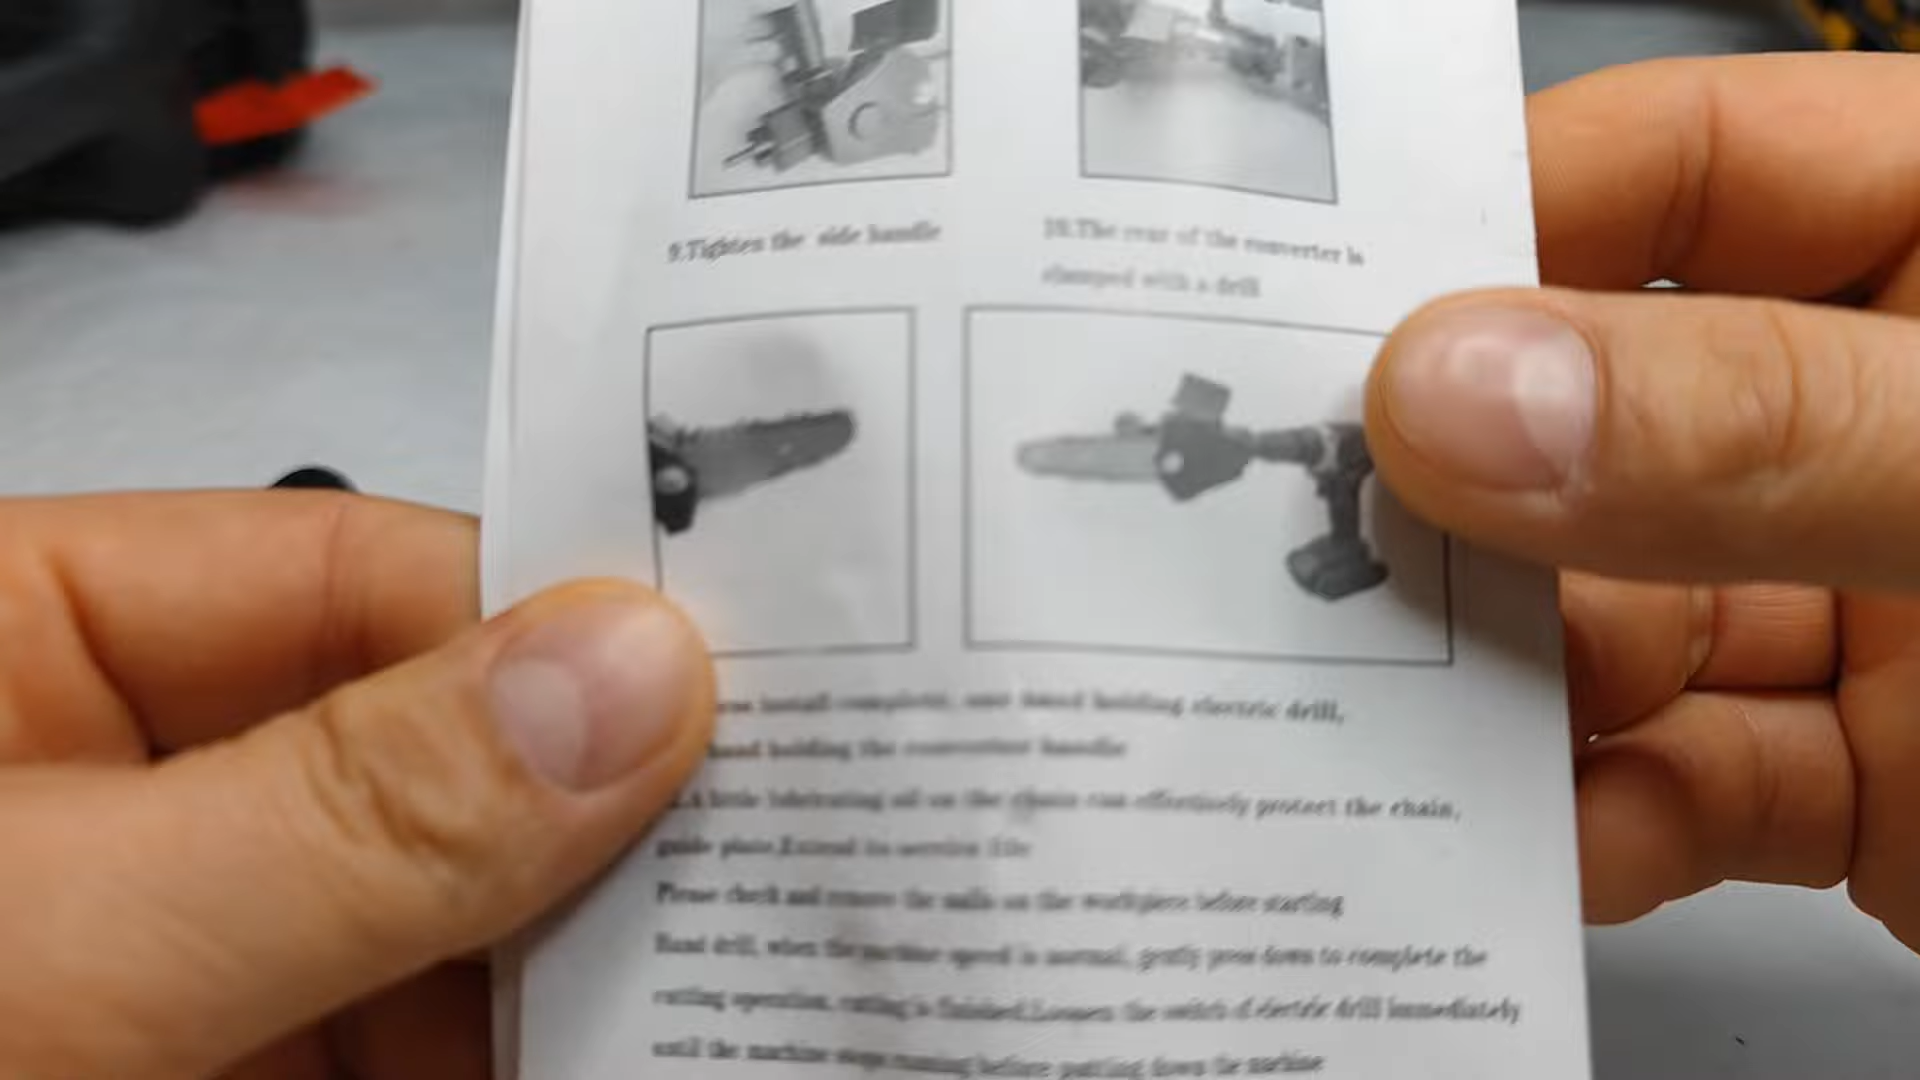 9.Tighten the side handle
10.The rear of the converter is
clamped with a drill
install complete, one hand holding electric drill,
hand holding the converter handle
A little lubricating oil on the chain can effectively protect the chain,
guide plate,Extend its service life
Please check and remove the nails on the workpiece before starting
Hand drill, when the machine speed is normal, gently press down to complete the
cutting operation, cutting is finished.Loosen the switch of electric drill immediately
until the machine stops running before putting down the machine